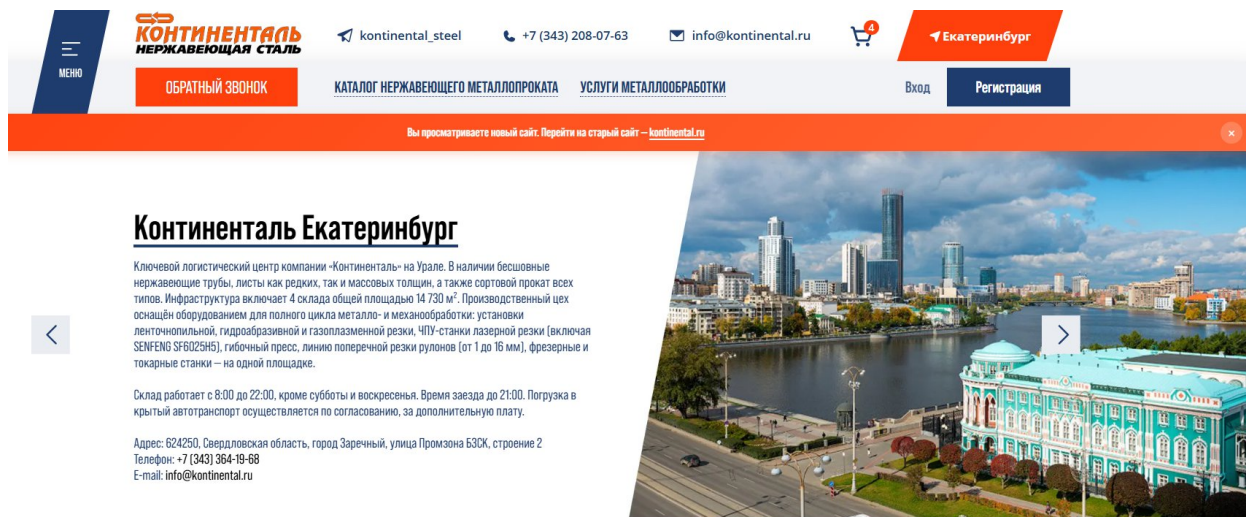 КОНТИНЕНТАЛЬ
НЕРЖАВЕЮЩАЯ СТАЛЬ
kontinental_steel
+7 (343) 208-07-63
info@kontinental.ru
4
Екатеринбург
МЕНЮ
ОБРАТНЫЙ ЗВОНОК
КАТАЛОГ НЕРЖАВЕЮЩЕГО МЕТАЛЛОПРОКАТА
УСЛУГИ МЕТАЛЛООБРАБОТКИ
Вход
Регистрация
Вы просматриваете новый сайт. Перейти на старый сайт — kontinental.ru
Континенталь Екатеринбург
Ключевой логистический центр компании «Континенталь» на Урале. В наличии бесшовные
нержавеющие трубы, листы как редких, так и массовых толщин, а также сортовой прокат всех
типов. Инфраструктура включает 4 склада общей площадью 14 730 м². Производственный цех
оснащён оборудованием для полного цикла металло- и механообработки: установки
ленточнопильной, гидроабразивной и газоплазменной резки, ЧПУ-станки лазерной резки (включая
SENFENG SF6025H5), гибочный пресс, линию поперечной резки рулонов (от 1 до 16 мм), фрезерные и
токарные станки — на одной площадке.
Склад работает с 8:00 до 22:00, кроме субботы и воскресенья. Время заезда до 21:00. Погрузка в
крытый автотранспорт осуществляется по согласованию, за дополнительную плату.
Адрес: 624250, Свердловская область, город Заречный, улица Промзона БЗСК, строение 2
Телефон: +7 (343) 364-19-68
E-mail: info@kontinental.ru